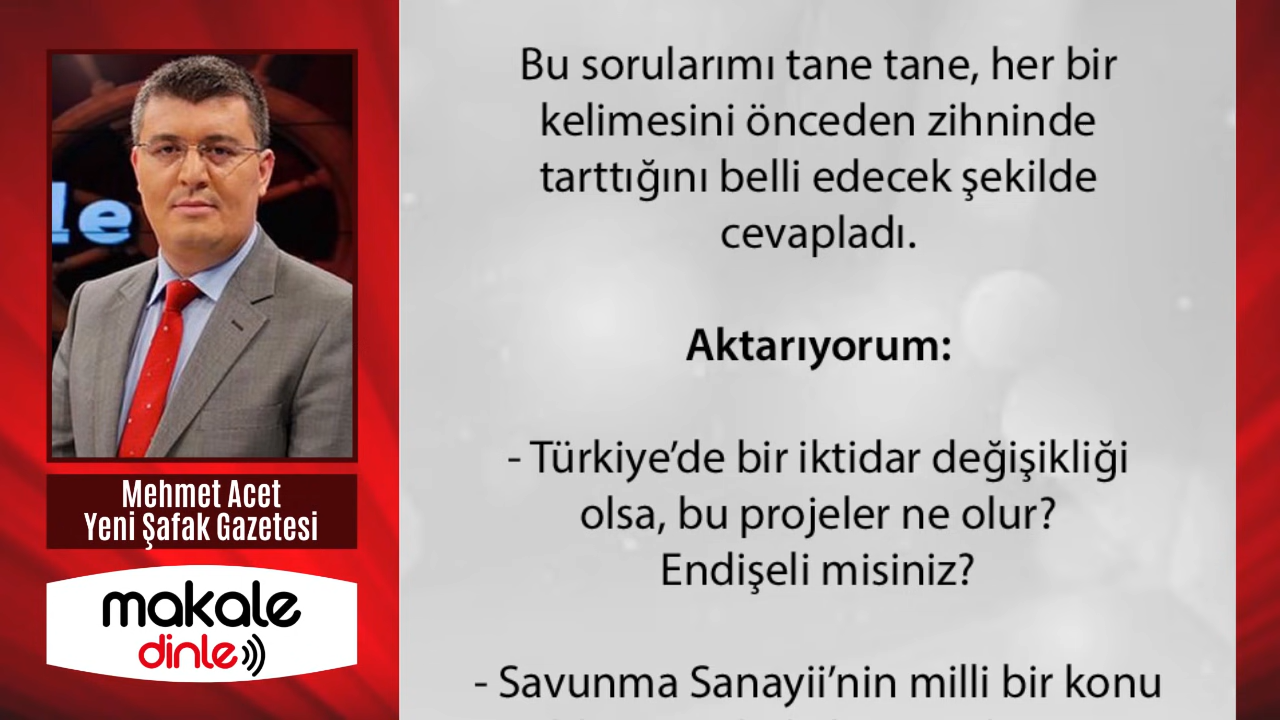 le
Mehmet Acet
Yeni Şafak Gazetesi
makale
dinle
Bu sorularımı tane tane, her bir
kelimesini önceden zihninde
tarttığını belli edecek şekilde
cevapladı.
Aktarıyorum:
- Türkiye’de bir iktidar değişikliği
olsa, bu projeler ne olur?
Endişeli misiniz?
- Savunma Sanayii’nin milli bir konu